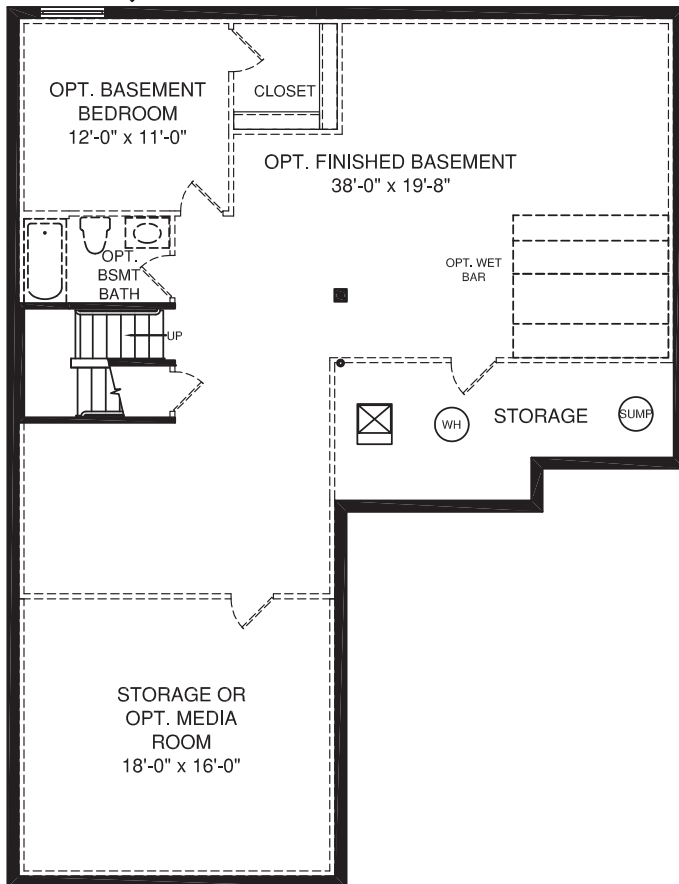 OPT. BASEMENT
BEDROOM
12'-0" x 11'-0"
CLOSET
OPT. FINISHED BASEMENT
38'-0" x 19'-8"
OPT.
BSMT
BATH
OPT. WET
BAR
UP
WH
STORAGE
SUMP
STORAGE OR
OPT. MEDIA
ROOM
18'-0" x 16'-0"